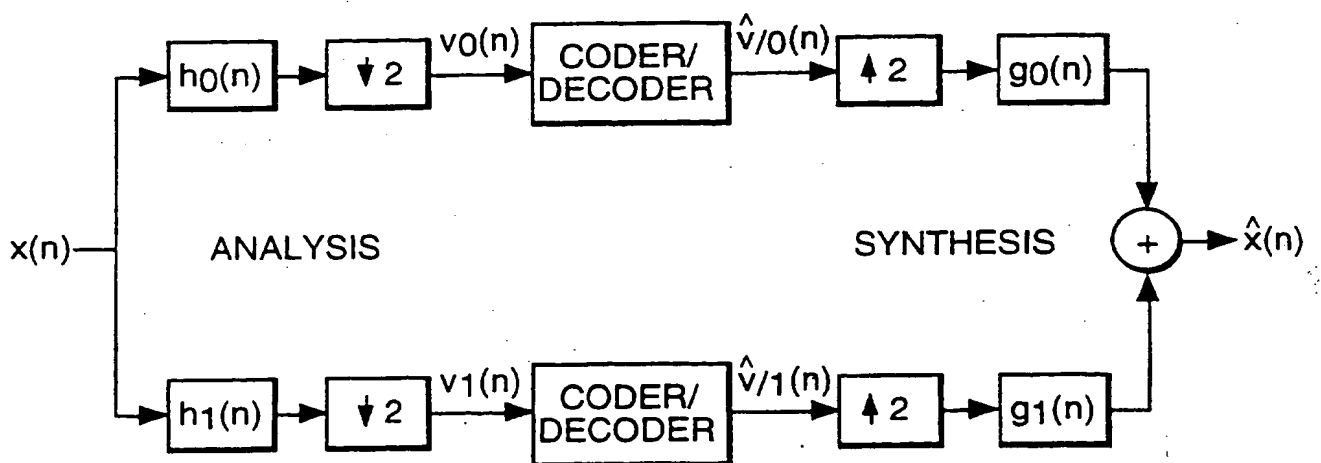 h0(n) ↓ 2 v0(n) CODER/ DECODER v̂/0(n) ↑ 2 g0(n)
x(n) ANALYSIS SYNTHESIS + x̂(n)
h1(n) ↓ 2 v1(n) CODER/ DECODER v̂/1(n) ↑ 2 g1(n)